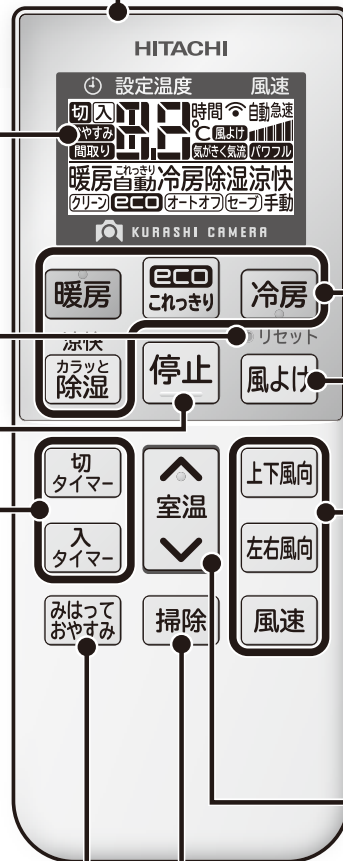 HITACHI
設定温度 風速
切 入 8.8 時間 自動 急速
おやすみ ℃ 風よけ
間取り 気がきく気流 パワフル
暖房 これっきり自動 冷房 除湿 涼快
クリーン eco オートオフ セーブ 手動
KURASHI CAMERA
暖房 eco これっきり 冷房
涼快 リセット
カラッと除湿 停止 風よけ
切タイマー 室温 上下風向
入タイマー 左右風向
みはっておやすみ 掃除 風速